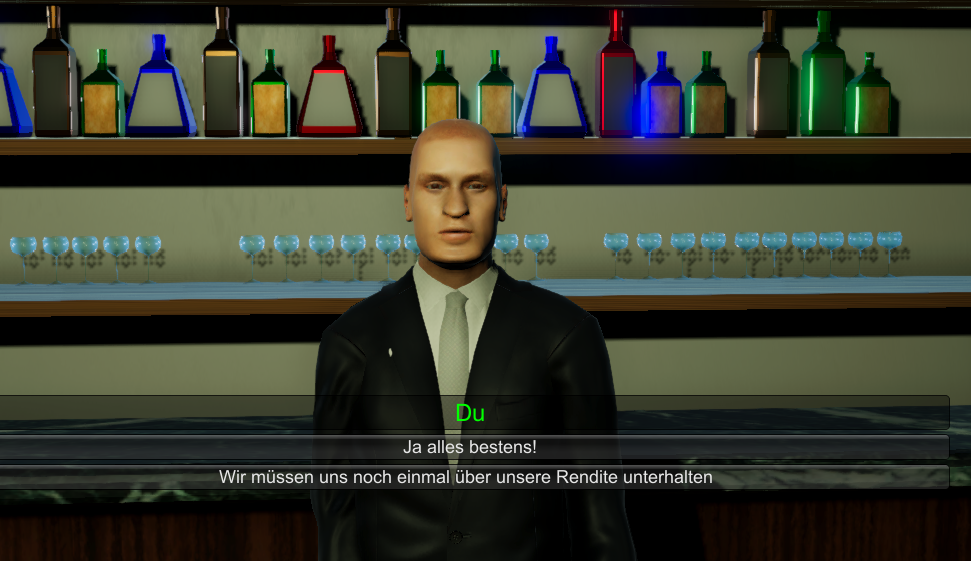 Du
Ja alles bestens!
Wir müssen uns noch einmal über unsere Rendite unterhalten